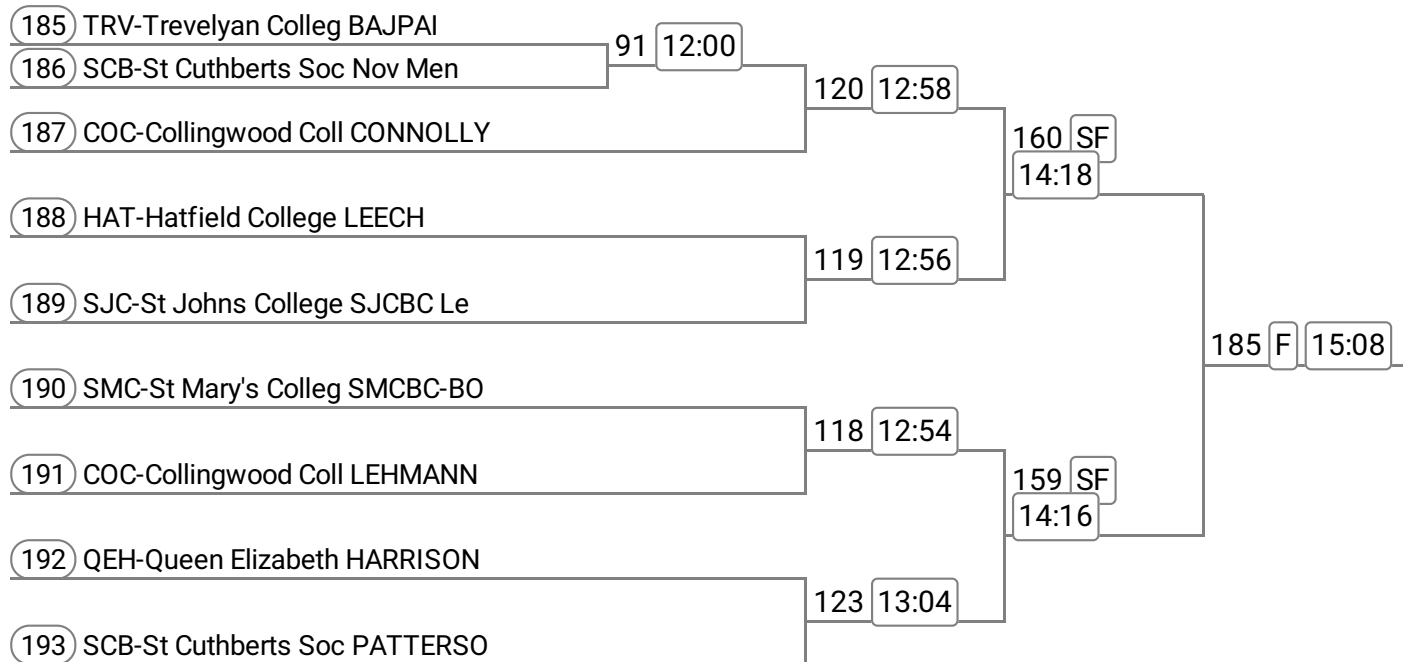 185 TRV-Trevelyan Colleg BAJPAI
91 12:00
186 SCB-St Cuthberts Soc Nov Men
120 12:58
187 COC-Collingwood Coll CONNOLLY
160 SF
14:18
188 HAT-Hatfield College LEECH
119 12:56
189 SJC-St Johns College SJCBC Le
185 F 15:08
190 SMC-St Mary's Colleg SMCBC-BO
118 12:54
191 COC-Collingwood Coll LEHMANN
159 SF
14:16
192 QEH-Queen Elizabeth HARRISON
123 13:04
193 SCB-St Cuthberts Soc PATTERSO